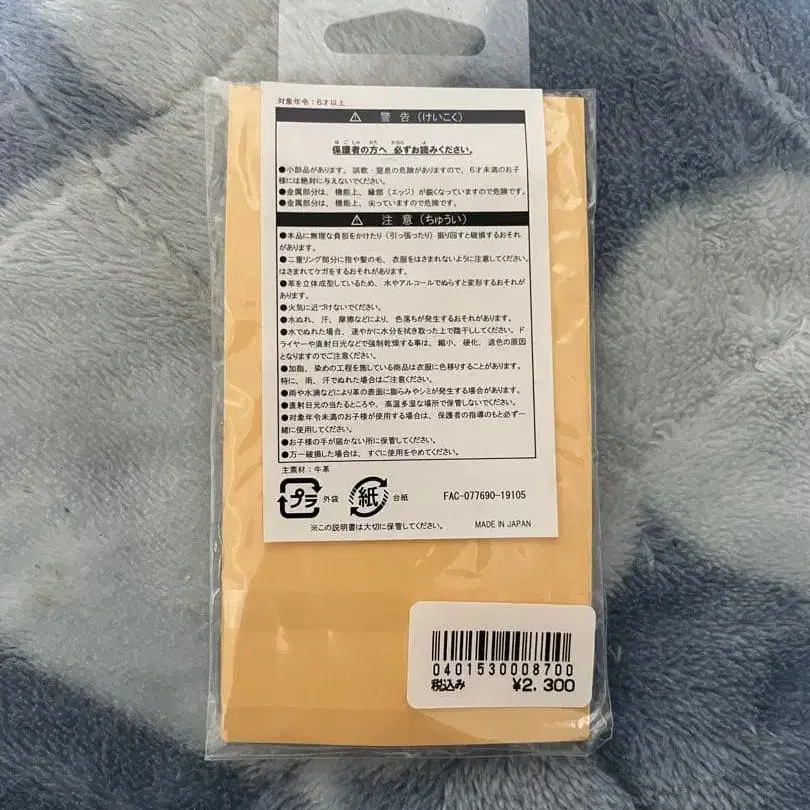 対象年令：6才以上
⚠ 警告（けいこく）
ほごしゃ かた かなら よ
保護者の方へ 必ずお読みください。
●小部品があります。誤飲・窒息の危険がありますので、6才未満のお子
様には絶対に与えないでください。
●金属部分は、機能上、縁部（エッジ）が鋭くなっていますので危険です。
●金属部分は、機能上、尖っていますので危険です。
⚠ 注意（ちゅうい）
●本品に無理な負担をかけたり（引っ張ったり）振り回すと破損するおそれ
があります。
●二重リング部分に指や髪の毛、衣服をはさまれないように注意してください。
はさまれてケガをするおそれがあります。
●革を立体成型しているため、水やアルコールでぬらすと変形するおそれが
あります。
●火気に近づけないでください。
●水ぬれ、汗、摩擦などにより、色落ちが発生するおそれがあります。
●水でぬれた場合、速やかに水分を拭き取った上で陰干ししてください。ド
ライヤーや直射日光などで強制乾燥する事は、縮小、硬化、退色の原因
となりますのでご注意ください。
●加脂、染めの工程を施している商品は衣服に色移りすることがあります。
特に、雨、汗でぬれた場合はご注意ください。
●雨や水滴などにより革の表面に膨らみやシミが発生する場合があります。
●直射日光の当たるところや、高温多湿な場所で保管しないでください。
●対象年令未満のお子様が使用する場合は、保護者の指導のもと必ず一
緒に使用してください。
●お子様の手が届かない所に保管してください。
●万一破損した場合は、すぐに使用をやめてください。
主素材：牛革
プラ 外袋 紙 台紙 FAC-077690-19105
※この説明書は大切に保管してください。 MADE IN JAPAN
0401530008700
税込み ¥2,300